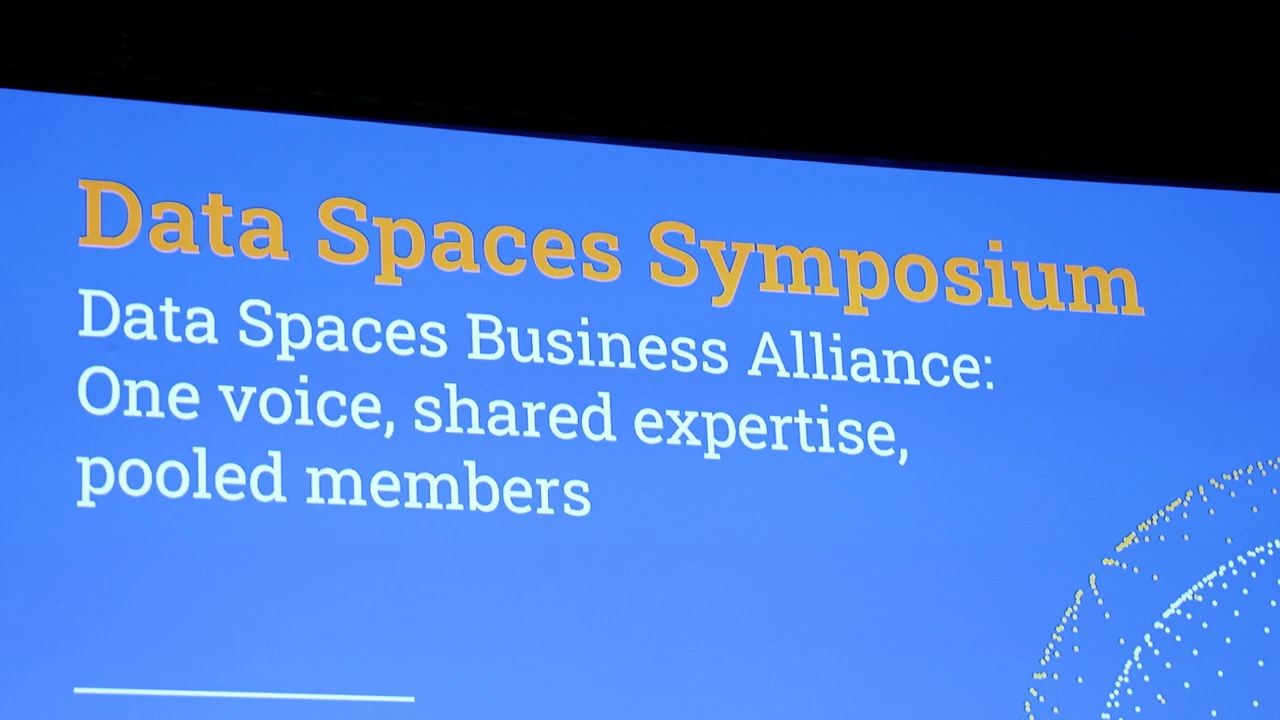 Data Spaces Symposium
Data Spaces Business Alliance:
One voice, shared expertise,
pooled members